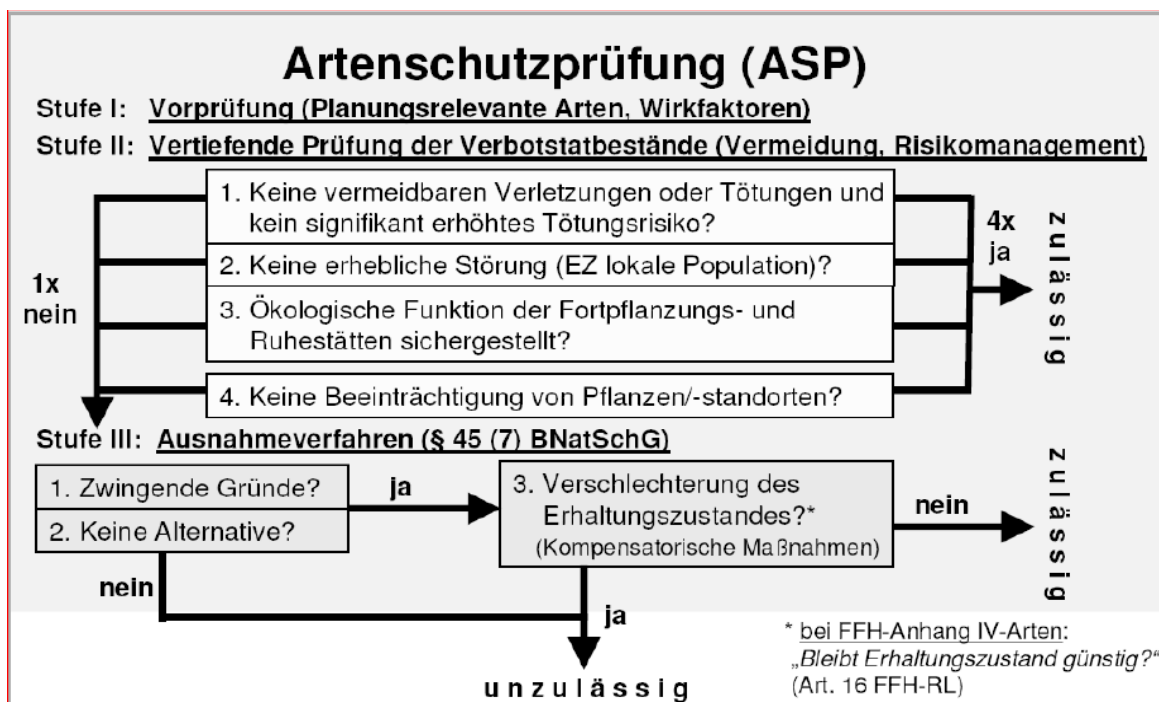 Artenschutzprüfung (ASP)
Stufe I: Vorprüfung (Planungsrelevante Arten, Wirkfaktoren)
Stufe II: Vertiefende Prüfung der Verbotstatbestände (Vermeidung, Risikomanagement)
1. Keine vermeidbaren Verletzungen oder Tötungen und
kein signifikant erhöhtes Tötungsrisiko?
2. Keine erhebliche Störung (EZ lokale Population)?
3. Ökologische Funktion der Fortpflanzungs- und
Ruhestätten sichergestellt?
4. Keine Beeinträchtigung von Pflanzen/-standorten?
1x
nein
4x
ja
zulässig
Stufe III: Ausnahmeverfahren (§ 45 (7) BNatSchG)
1. Zwingende Gründe?
2. Keine Alternative?
ja
3. Verschlechterung des
Erhaltungszustandes?*
(Kompensatorische Maßnahmen)
nein
zulässig
nein
ja
unzulässig
* bei FFH-Anhang IV-Arten:
„Bleibt Erhaltungszustand günstig?“
(Art. 16 FFH-RL)